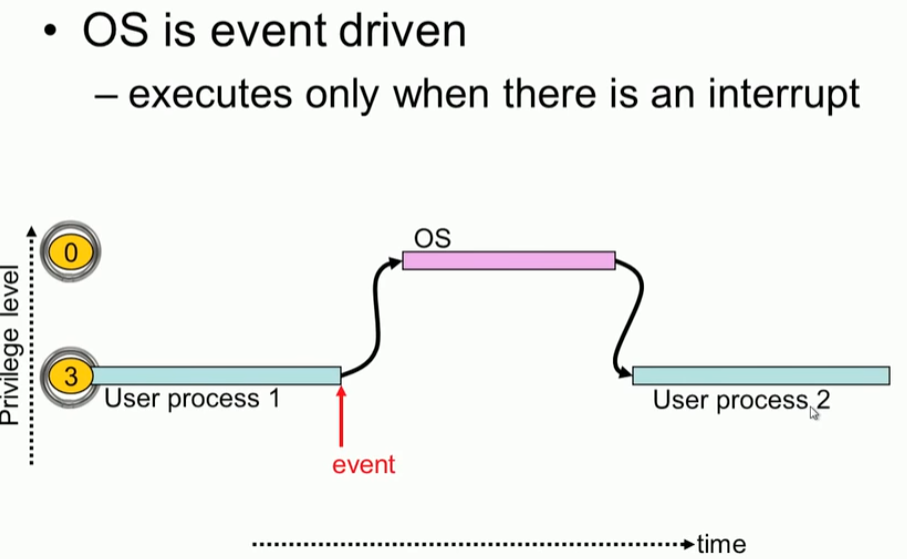 • OS is event driven
– executes only when there is an interrupt
OS
0
Privilege level
3
User process 1
User process 2
event
time